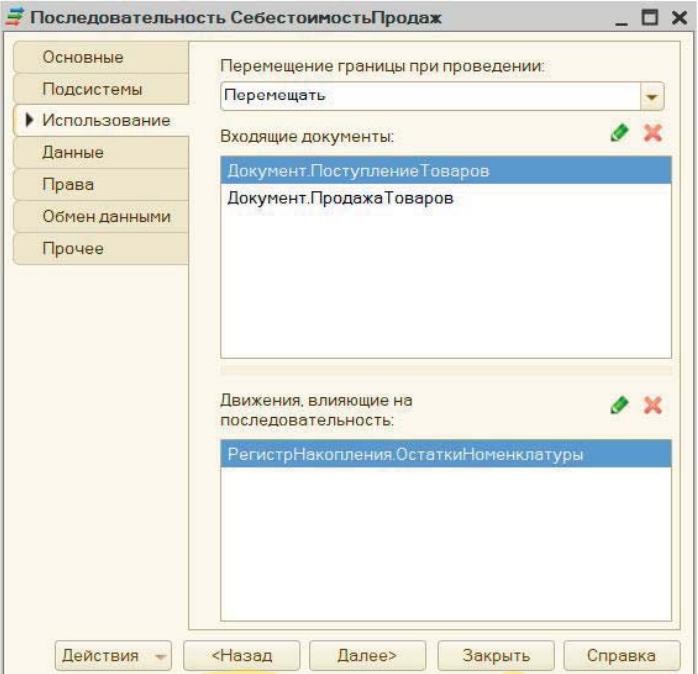 Последовательность СебестоимостьПродаж
Основные
Подсистемы
Использование
Данные
Права
Обмен данными
Прочее
Перемещение границы при проведении:
Перемещать
Входящие документы:
Документ.ПоступлениеТоваров
Документ.ПродажаТоваров
Движения, влияющие на
последовательность:
РегистрНакопления.ОстаткиНоменклатуры
Действия
<Назад
Далее>
Закрыть
Справка